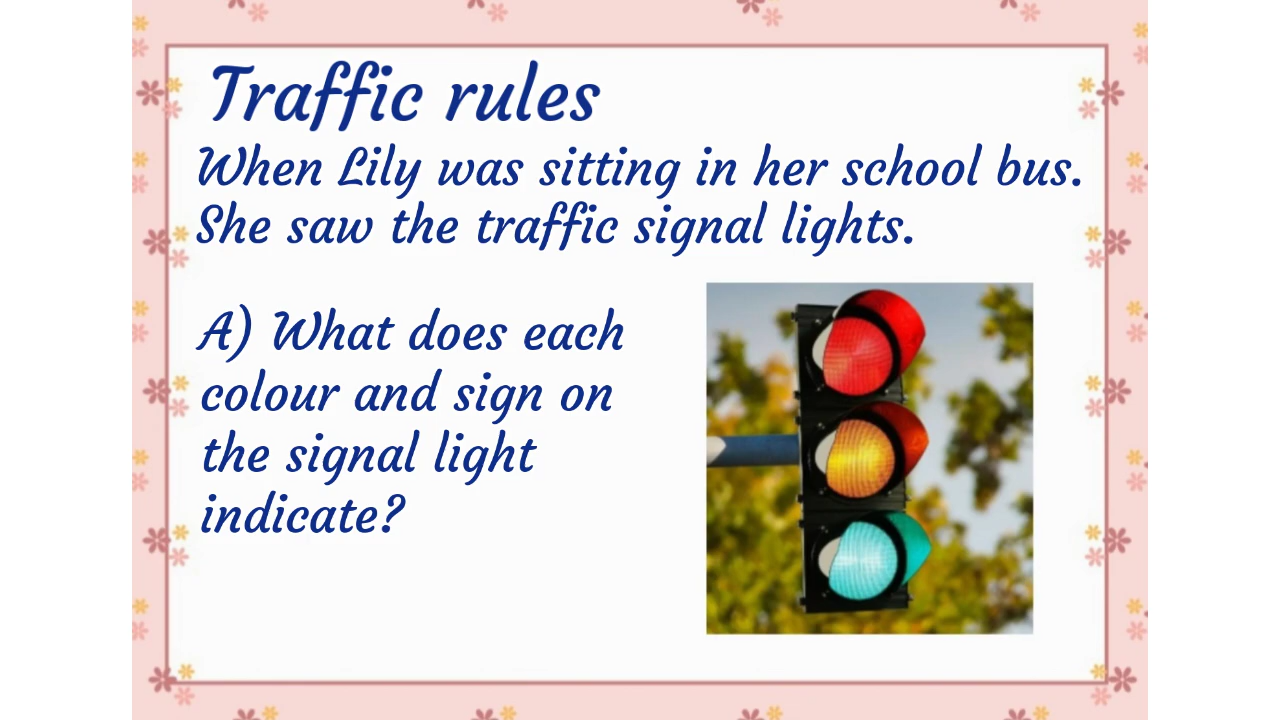 Traffic rules
When Lily was sitting in her school bus.
She saw the traffic signal lights.
A) What does each
colour and sign on
the signal light
indicate?